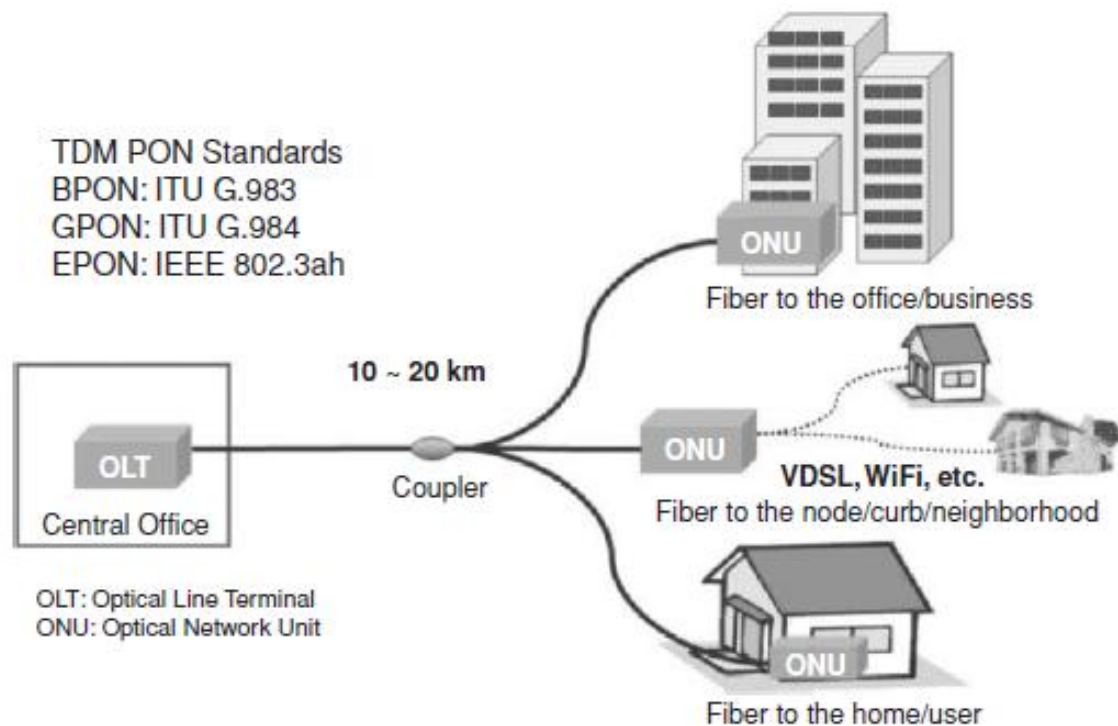 TDM PON Standards
BPON: ITU G.983
GPON: ITU G.984
EPON: IEEE 802.3ah
ONU
Fiber to the office/business
10 ~ 20 km
OLT
Coupler
Central Office
ONU
VDSL, WiFi, etc.
Fiber to the node/curb/neighborhood
OLT: Optical Line Terminal
ONU: Optical Network Unit
ONU
Fiber to the home/user